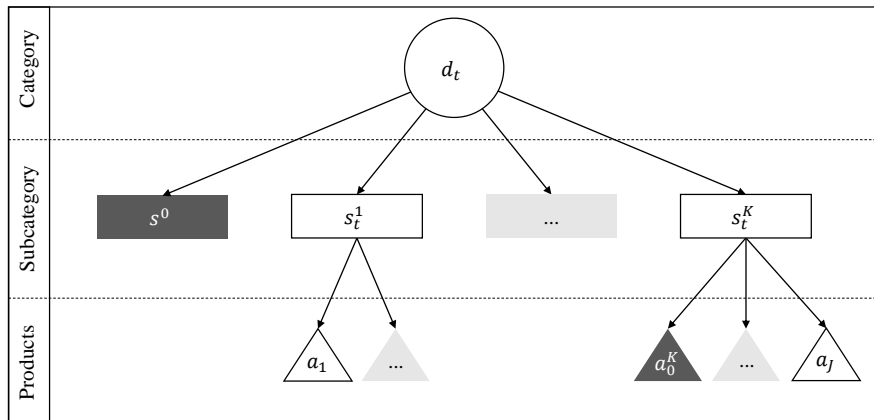 Category
d_t
Subcategory
s^0
s_t^1
...
s_t^K
Products
a_1
...
a_0^K
...
a_J